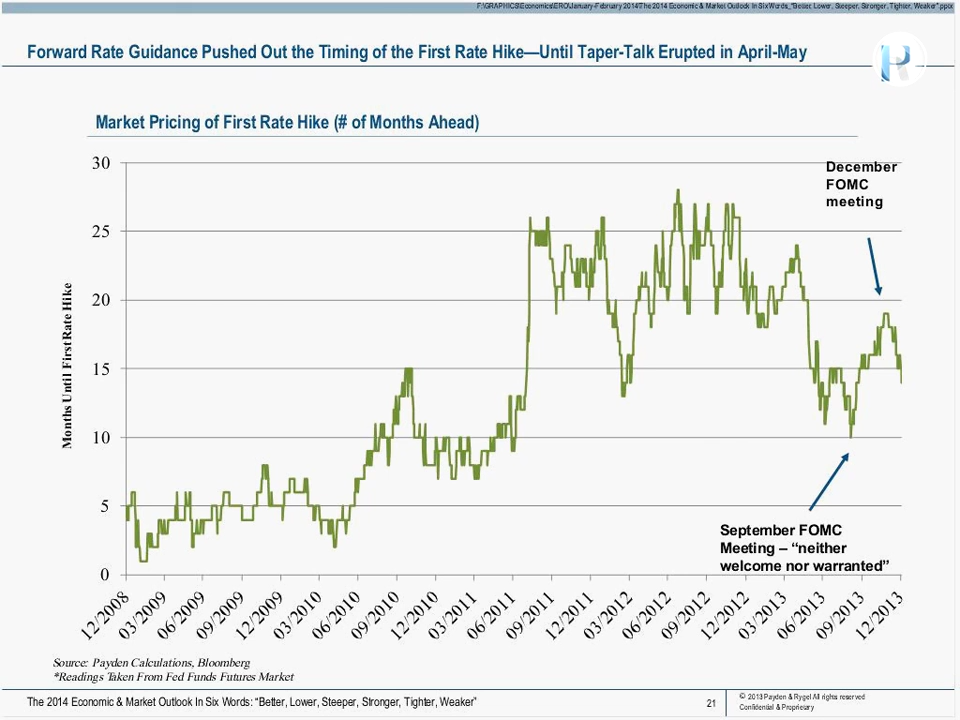 F:\GRAPHICS\Economics\ERO\January-February 2014\The 2014 Economic & Market Outlook In Six Words_"Better, Lower, Steeper, Stronger, Tighter, Weaker".pptx
Forward Rate Guidance Pushed Out the Timing of the First Rate Hike—Until Taper-Talk Erupted in April-May
Market Pricing of First Rate Hike (# of Months Ahead)
30
25
20
15
10
5
0
Months Until First Rate Hike
December
FOMC
meeting
September FOMC
Meeting – “neither
welcome nor warranted”
12/2008
03/2009
06/2009
09/2009
12/2009
03/2010
06/2010
09/2010
12/2010
03/2011
06/2011
09/2011
12/2011
03/2012
06/2012
09/2012
12/2012
03/2013
06/2013
09/2013
12/2013
Source: Payden Calculations, Bloomberg
*Readings Taken From Fed Funds Futures Market
The 2014 Economic & Market Outlook In Six Words: “Better, Lower, Steeper, Stronger, Tighter, Weaker”
21
© 2013 Payden & Rygel All rights reserved
Confidential & Proprietary